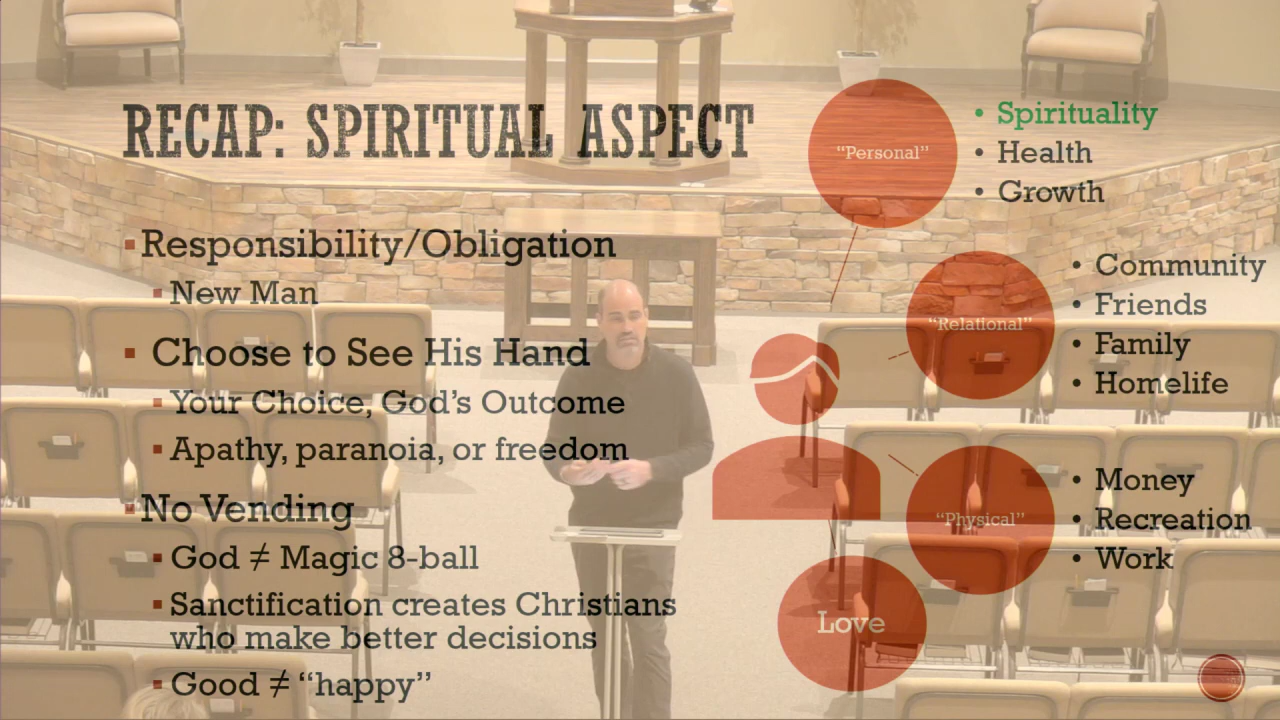 RECAP: SPIRITUAL ASPECT
Responsibility/Obligation
New Man
Choose to See His Hand
Your Choice, God's Outcome
Apathy, paranoia, or freedom
No Vending
God ≠ Magic 8-ball
Sanctification creates Christians
who make better decisions
Good ≠ “happy”
“Personal”
• Spirituality
• Health
• Growth
“Relational”
• Community
• Friends
• Family
• Homelife
“Physical”
• Money
• Recreation
• Work
Love